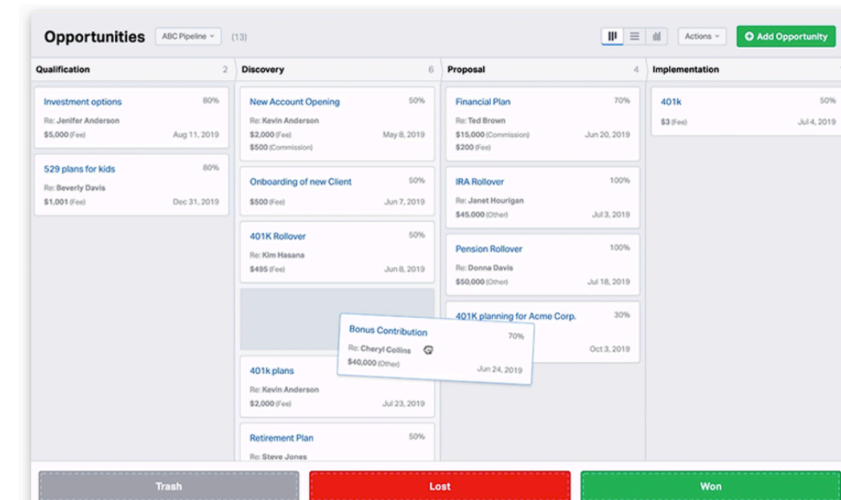 Opportunities ABC Pipeline (13) Actions Add Opportunity
Qualification 2
Investment options 80%
Re: Jenifer Anderson
$5,000 (Fee) Aug 11, 2019
529 plans for kids 80%
Re: Beverly Davis
$1,001 (Fee) Dec 31, 2019
Discovery 6
New Account Opening 50%
Re: Kevin Anderson
$2,000 (Fee) May 8, 2019
$500 (Commission)
Onboarding of new Client 50%
$500 (Fee) Jun 7, 2019
401K Rollover 50%
Re: Kim Hasana
$495 (Fee) Jun 8, 2019
Bonus Contribution 70%
Re: Cheryl Collins
$40,000 (Other) Jun 24, 2019
401k plans
Re: Kevin Anderson
$2,000 (Fee) Jul 23, 2019
Retirement Plan 50%
Re: Steve Jones
Proposal 4
Financial Plan 70%
Re: Ted Brown
$15,000 (Commission) Jun 20, 2019
$200 (Fee)
IRA Rollover 100%
Re: Janet Hourigan
$45,000 (Other) Jul 3, 2019
Pension Rollover 100%
Re: Donna Davis
$50,000 (Other) Jul 18, 2019
401K planning for Acme Corp. 30%
Oct 3, 2019
Implementation
401k 50%
$3 (Fee) Jul 4, 2019
Trash
Lost
Won